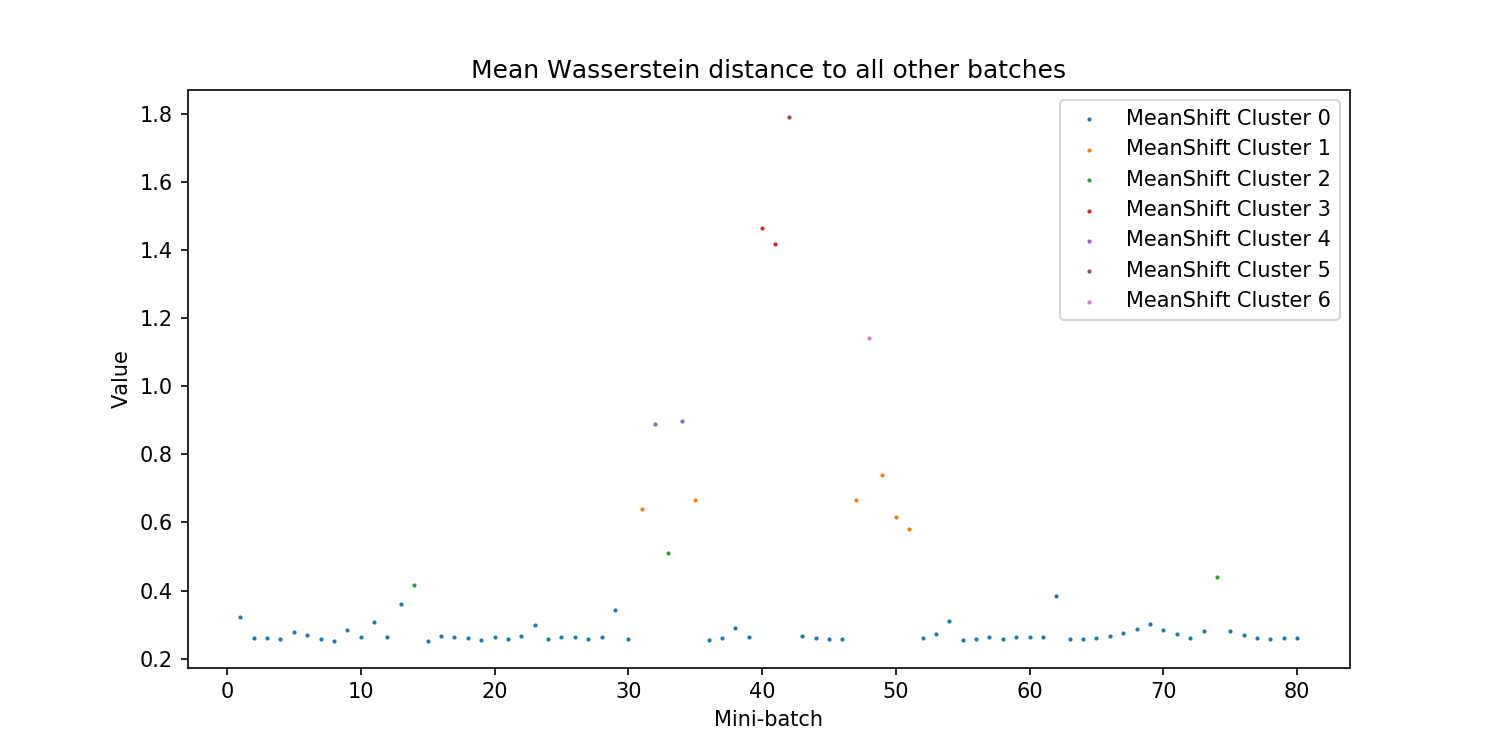 Mean Wasserstein distance to all other batches
1.8
1.6
1.4
1.2
1.0
0.8
0.6
0.4
0.2
Value
MeanShift Cluster 0
MeanShift Cluster 1
MeanShift Cluster 2
MeanShift Cluster 3
MeanShift Cluster 4
MeanShift Cluster 5
MeanShift Cluster 6
0 10 20 30 40 50 60 70 80
Mini-batch